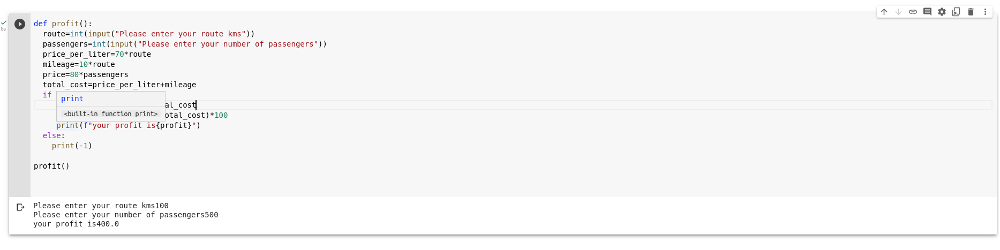 5s
def profit():
route=int(input("Please enter your route kms"))
passengers=int(input("Please enter your number of passengers"))
price_per_liter=70*route
mileage=10*route
price=80*passengers
total_cost=price_per_liter+mileage
if
print
al_cost
<built-in function print>
otal_cost)*100
print(f"your profit is{profit}")
else:
print(-1)
profit()
Please enter your route kms100
Please enter your number of passengers500
your profit is400.0